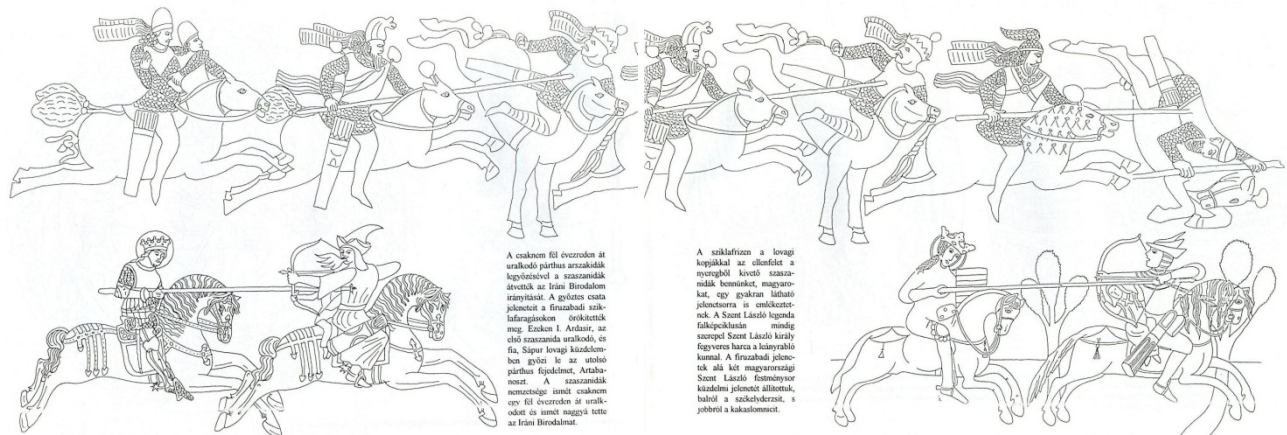 A csaknem fél évezreden át
uralkodó párthus arszakidák
legyőzésével a szaszanidák
átvették az Iráni Birodalom
irányítását. A győztes csata
jeleneteit a firuzabadi szik-
lafaragásokon örökítették
meg. Ezeken I. Ardasír, az
első szaszanida uralkodó, és
fia, Sápur lovagi küzdelem-
ben győzi le az utolsó
párthus fejedelmet, Artaba-
noszt. A szaszanidák
nemzetsége ismét csaknem
egy fél évezreden át uralk-
odott és ismét naggyá tette
az Iráni Birodalmat.
A sziklafrízen a lovagi
kopjákkal az ellenfelet a
nyeregből kivető szasza-
nidák bennünket, magyaro-
kat, egy gyakran látható
jelenetsorra is emlékeztet-
nek. A Szent László legenda
falképciklusán mindig
szerepel Szent László király
fegyveres harca a leányrabló
kunnal. A firuzabadi jelene-
tek alá két magyarországi
Szent László festménysor
küzdelmi jelenetét állítottuk,
balról a székelyderzsit, s
jobbról a kakaslomnicit.